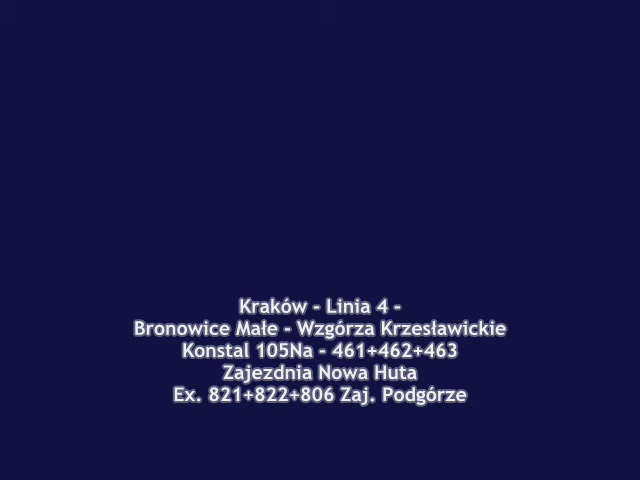 Kraków - Linia 4 -
Bronowice Małe - Wzgórza Krzesławickie
Konstal 105Na - 461+462+463
Zajezdnia Nowa Huta
Ex. 821+822+806 Zaj. Podgórze